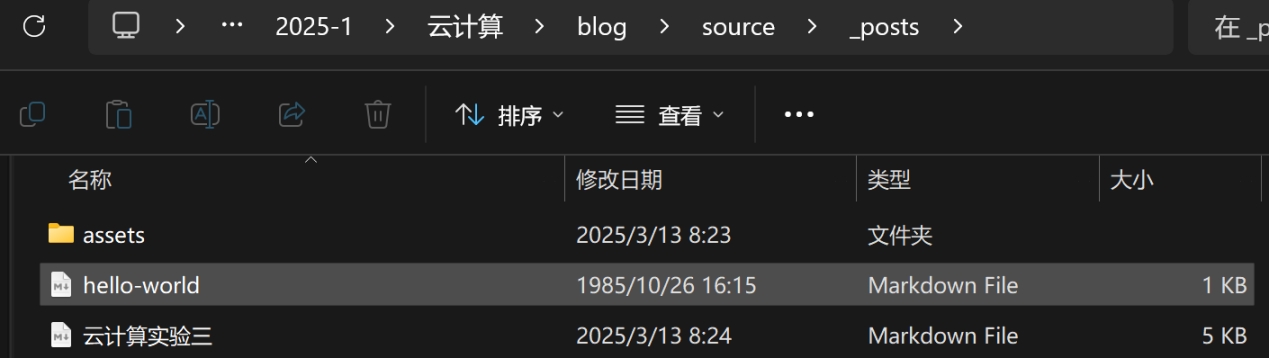 2025-1 云计算 blog source _posts 在 _p
排序 查看
名称 修改日期 类型 大小
assets 2025/3/13 8:23 文件夹
hello-world 1985/10/26 16:15 Markdown File 1 KB
云计算实验三 2025/3/13 8:24 Markdown File 5 KB